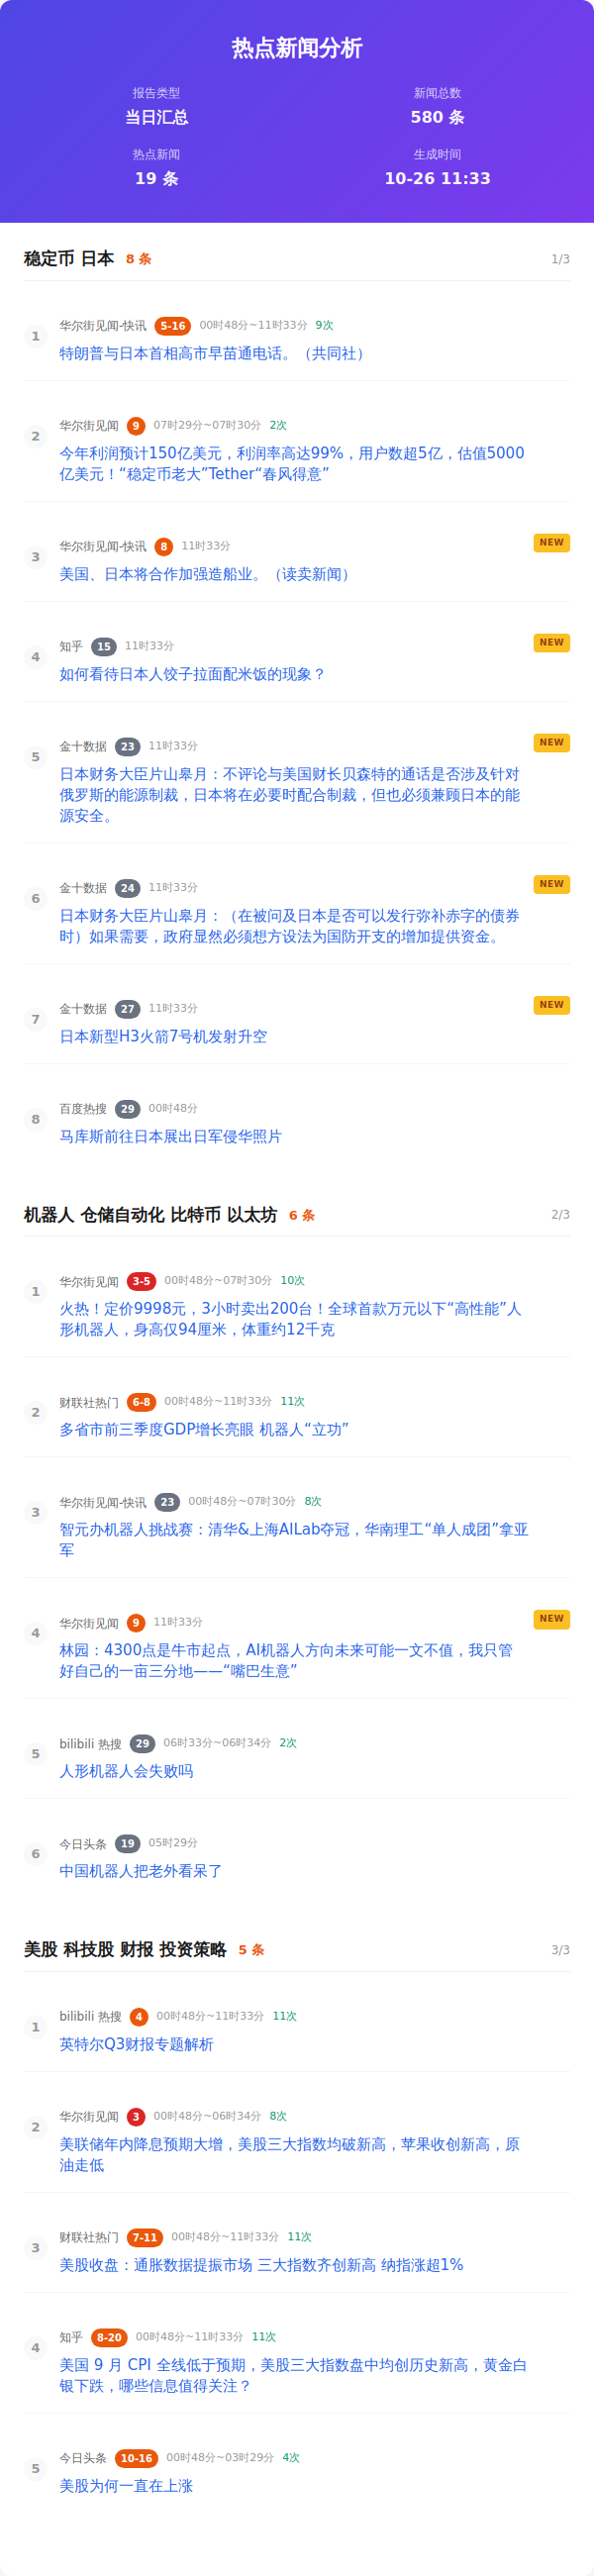 热点新闻分析
报告类型
当日汇总
新闻总数
580 条
热点新闻
19 条
生成时间
10-26 11:33
稳定币 日本 8 条 1/3
1
华尔街见闻-快讯 5-16 00时48分~11时33分 9次
特朗普与日本首相高市早苗通电话。（共同社）
2
华尔街见闻 9 07时29分~07时30分 2次
今年利润预计150亿美元，利润率高达99%，用户数超5亿，估值5000
亿美元！“稳定币老大”Tether“春风得意”
3
华尔街见闻-快讯 8 11时33分 NEW
美国、日本将合作加强造船业。（读卖新闻）
4
知乎 15 11时33分 NEW
如何看待日本人饺子拉面配米饭的现象？
5
金十数据 23 11时33分 NEW
日本财务大臣片山皋月：不评论与美国财长贝森特的通话是否涉及针对
俄罗斯的能源制裁，日本将在必要时配合制裁，但也必须兼顾日本的能
源安全。
6
金十数据 24 11时33分 NEW
日本财务大臣片山皋月：（在被问及日本是否可以发行弥补赤字的债券
时）如果需要，政府显然必须想方设法为国防开支的增加提供资金。
7
金十数据 27 11时33分 NEW
日本新型H3火箭7号机发射升空
8
百度热搜 29 00时48分
马库斯前往日本展出日军侵华照片
机器人 仓储自动化 比特币 以太坊 6 条 2/3
1
华尔街见闻 3-5 00时48分~07时30分 10次
火热！定价9998元，3小时卖出200台！全球首款万元以下“高性能”人
形机器人，身高仅94厘米，体重约12千克
2
财联社热门 6-8 00时48分~11时33分 11次
多省市前三季度GDP增长亮眼 机器人“立功”
3
华尔街见闻-快讯 23 00时48分~07时30分 8次
智元办机器人挑战赛：清华&上海AILab夺冠，华南理工“单人成团”拿亚
军
4
华尔街见闻 9 11时33分 NEW
林园：4300点是牛市起点，AI机器人方向未来可能一文不值，我只管
好自己的一亩三分地——“嘴巴生意”
5
bilibili 热搜 29 06时33分~06时34分 2次
人形机器人会失败吗
6
今日头条 19 05时29分
中国机器人把老外看呆了
美股 科技股 财报 投资策略 5 条 3/3
1
bilibili 热搜 4 00时48分~11时33分 11次
英特尔Q3财报专题解析
2
华尔街见闻 3 00时48分~06时34分 8次
美联储年内降息预期大增，美股三大指数均破新高，苹果收创新高，原
油走低
3
财联社热门 7-11 00时48分~11时33分 11次
美股收盘：通胀数据提振市场 三大指数齐创新高 纳指涨超1%
4
知乎 8-20 00时48分~11时33分 11次
美国 9 月 CPI 全线低于预期，美股三大指数盘中均创历史新高，黄金白
银下跌，哪些信息值得关注？
5
今日头条 10-16 00时48分~03时29分 4次
美股为何一直在上涨